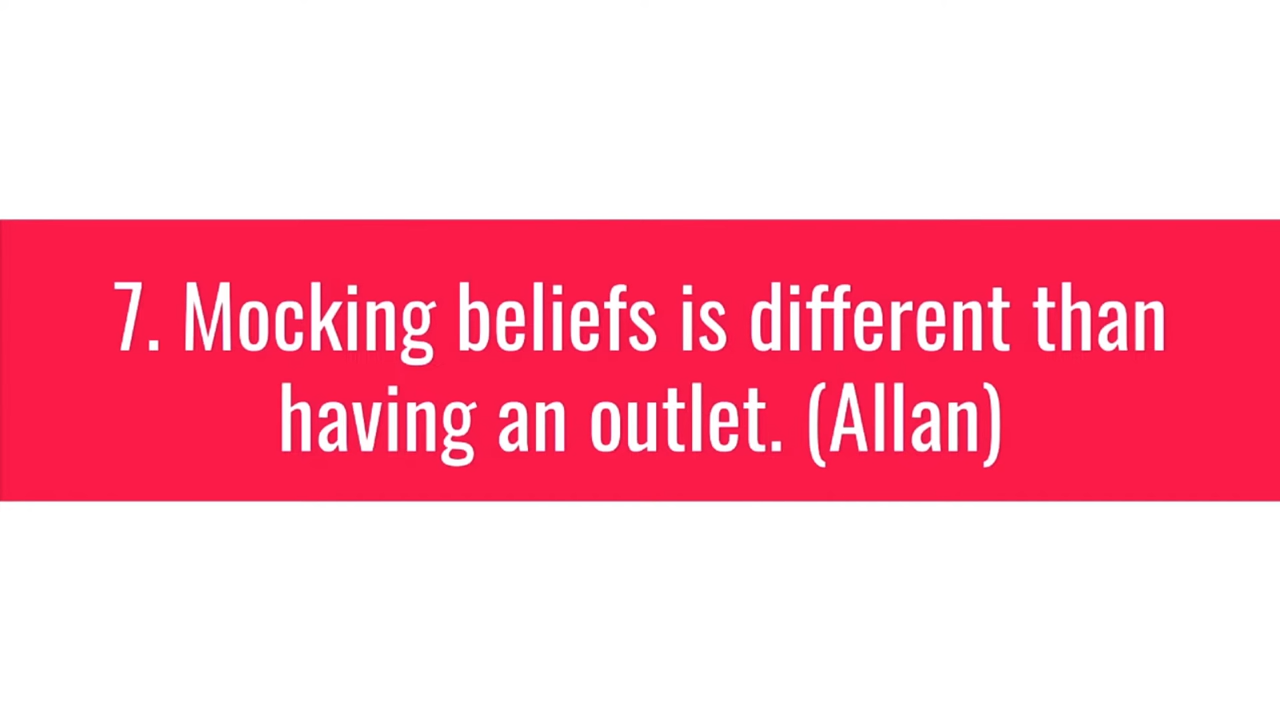 7. Mocking beliefs is different than
having an outlet. (Allan)